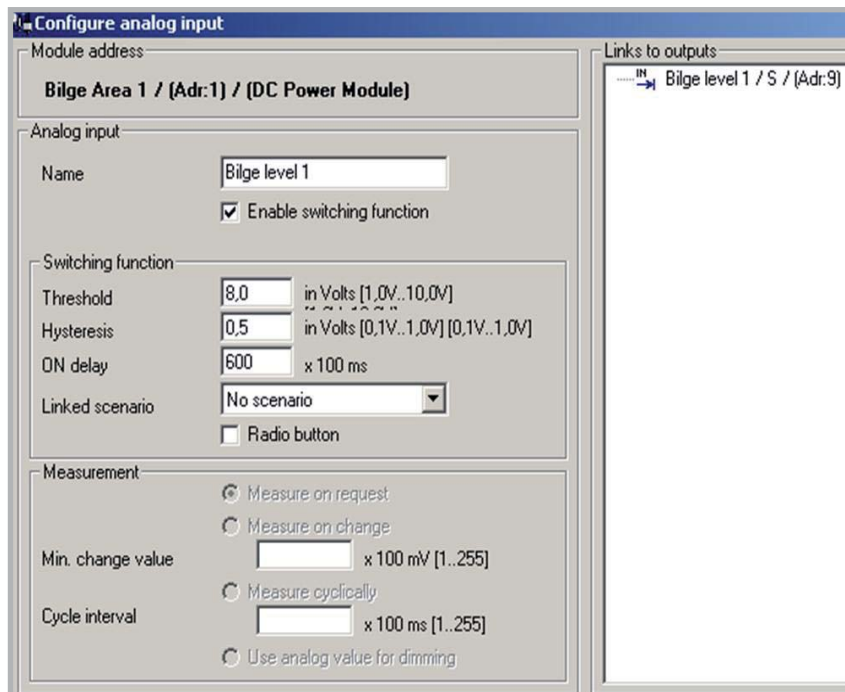 Configure analog input
Module address
Bilge Area 1 / (Adr:1) / (DC Power Module)
Analog input
Name Bilge level 1
Enable switching function
Switching function
Threshold 8,0 in Volts [1,0V..10,0V]
Hysteresis 0,5 in Volts [0,1V..1,0V] [0,1V..1,0V]
ON delay 600 x 100 ms
Linked scenario No scenario
Radio button
Measurement
Measure on request
Measure on change
Min. change value x 100 mV [1..255]
Measure cyclically
Cycle interval x 100 ms [1..255]
Use analog value for dimming
Links to outputs
IN Bilge level 1 / S / (Adr:9)